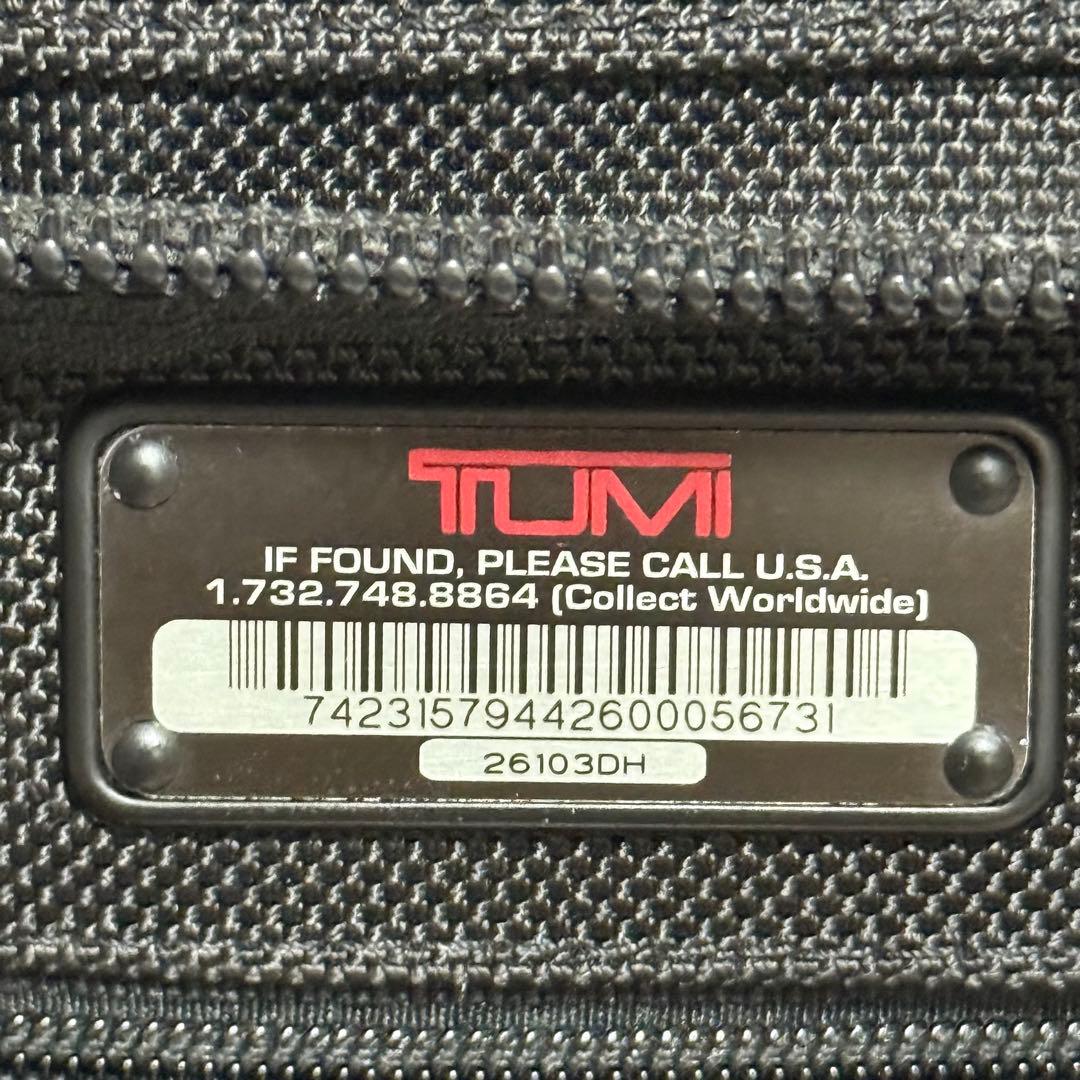 TUMI
IF FOUND, PLEASE CALL U.S.A.
1.732.748.8864 (Collect Worldwide)
74231579442600056731
26103DH